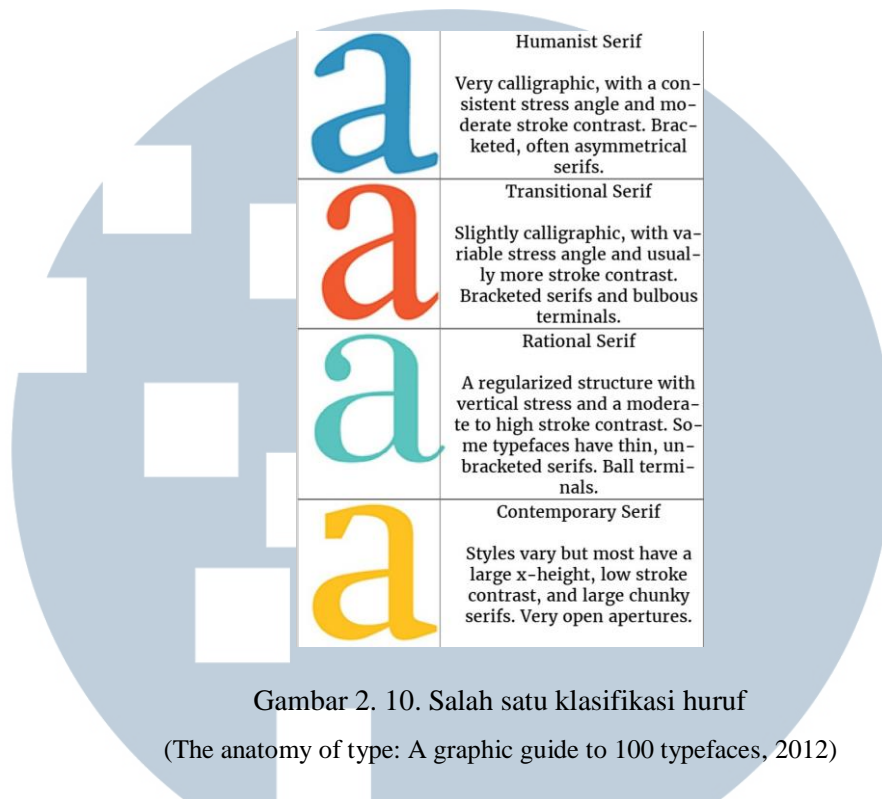 a
Humanist Serif
Very calligraphic, with a con-
sistent stress angle and mo-
derate stroke contrast. Brac-
keted, often asymmetrical
serifs.
a
Transitional Serif
Slightly calligraphic, with va-
riable stress angle and usual-
ly more stroke contrast.
Bracketed serifs and bulbous
terminals.
a
Rational Serif
A regularized structure with
vertical stress and a modera-
te to high stroke contrast. So-
me typefaces have thin, un-
bracketed serifs. Ball termi-
nals.
a
Contemporary Serif
Styles vary but most have a
large x-height, low stroke
contrast, and large chunky
serifs. Very open apertures.
Gambar 2. 10. Salah satu klasifikasi huruf
(The anatomy of type: A graphic guide to 100 typefaces, 2012)